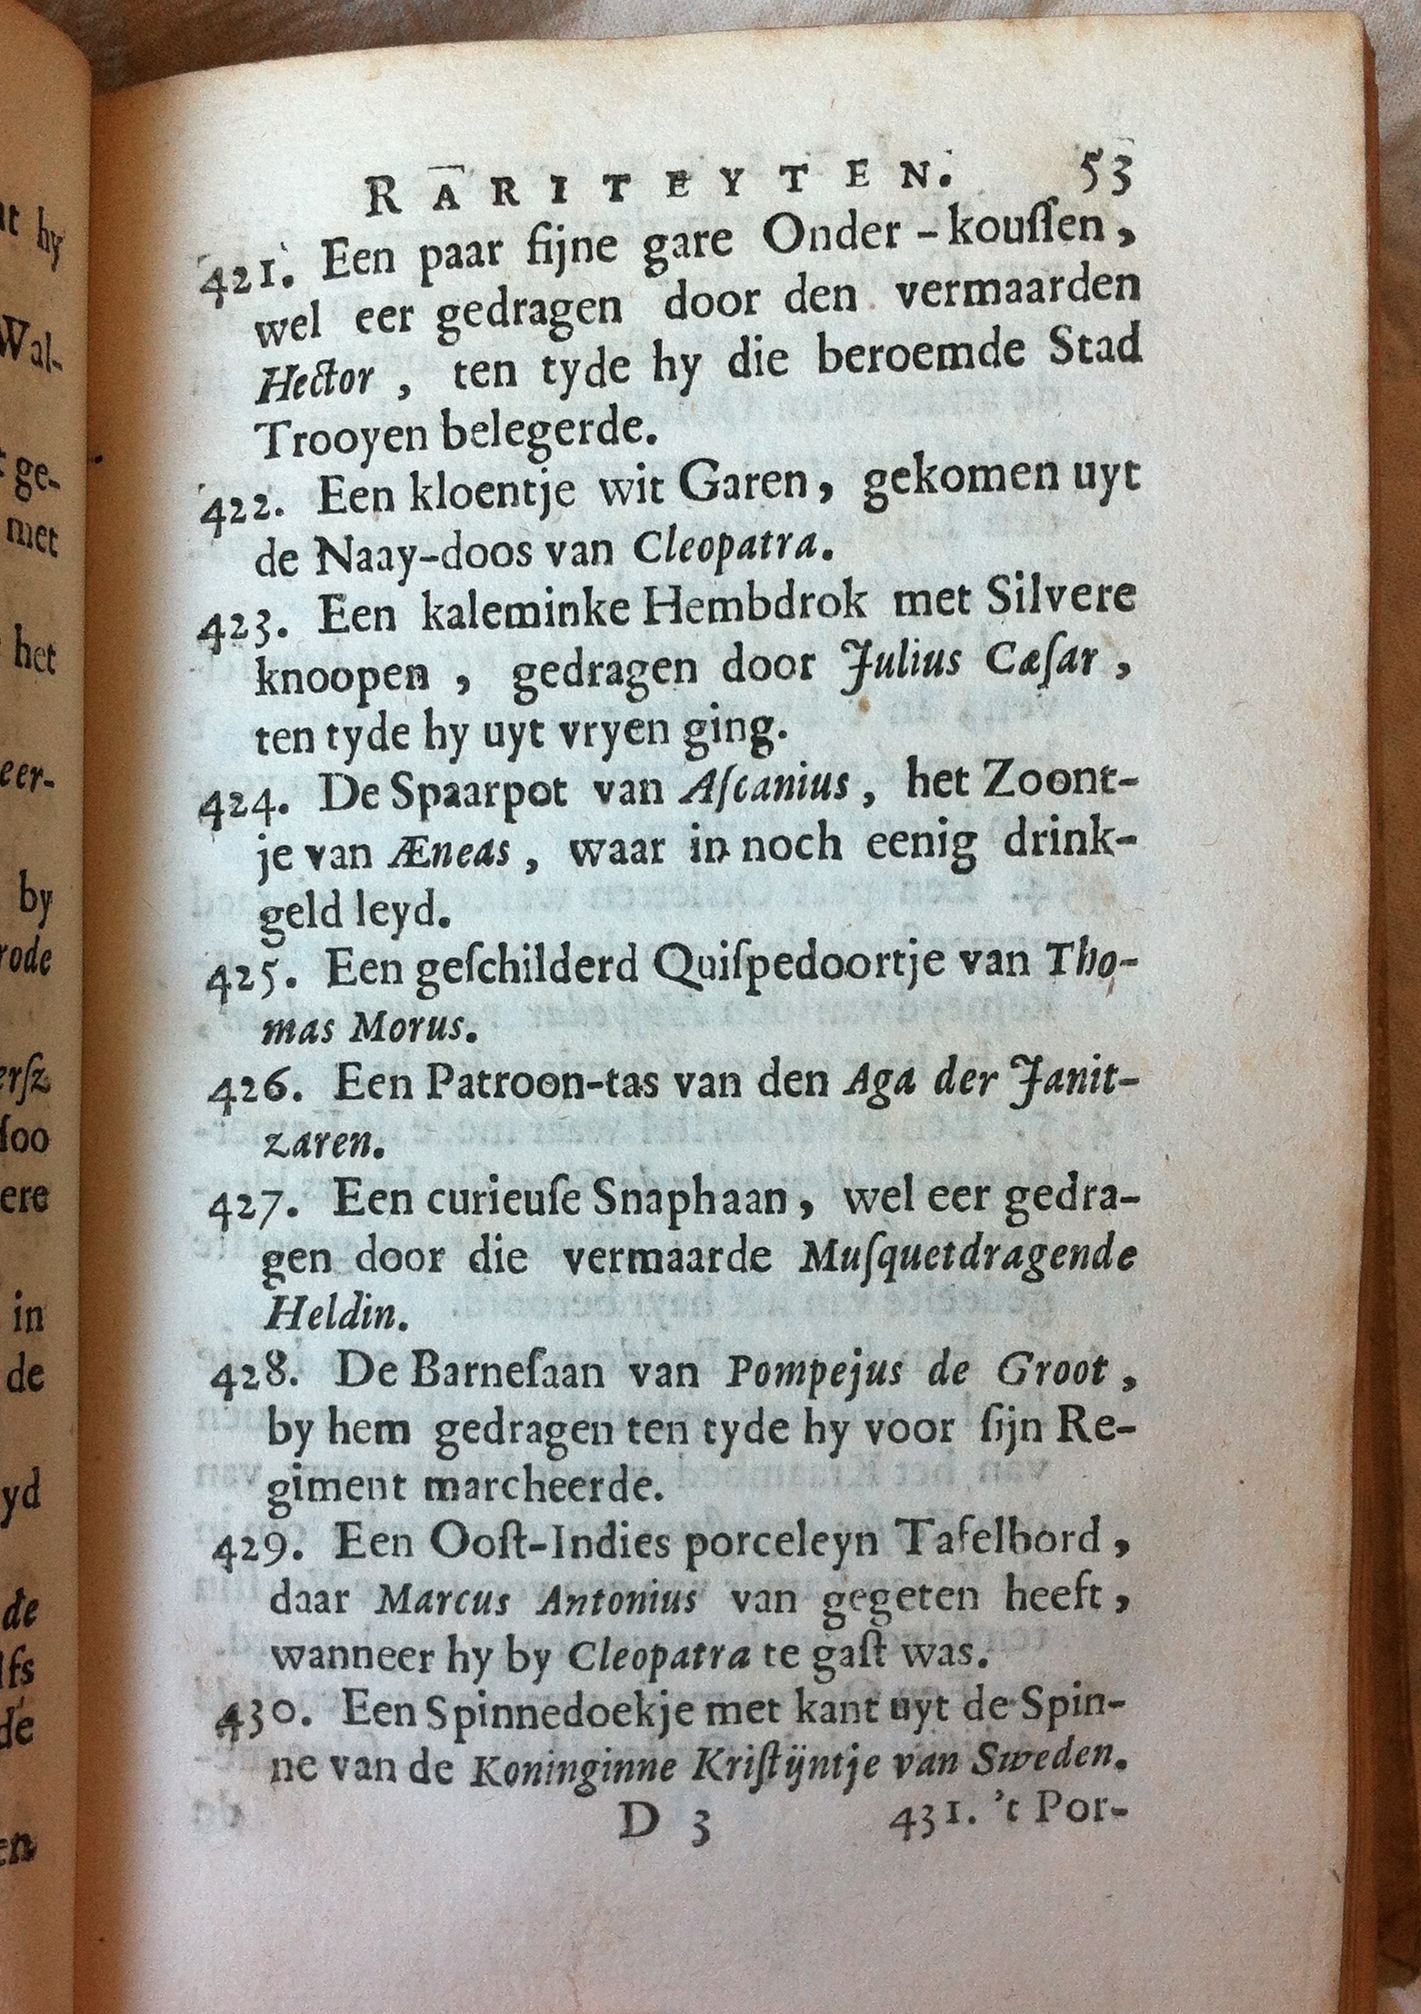 RARITEYTEN. 53
421. Een paar fijne gare Onder-kouſſen,
wel eer gedragen door den vermaarden
Hector, ten tyde hy die beroemde Stad
Trooyen belegerde.
422. Een kloentje wit Garen, gekomen uyt
de Naay-doos van Cleopatra.
423. Een kaleminke Hembdrok met Silvere
knoopen, gedragen door Julius Cæſar,
ten tyde hy uyt vryen ging.
424. De Spaarpot van Aſcanius, het Zoont-
je van Æneas, waar in noch eenig drink-
geld leyd.
425. Een geſchilderd Quiſpedoortje van Tho-
mas Morus.
426. Een Patroon-tas van den Aga der Janit-
zaren.
427. Een curieuſe Snaphaan, wel eer gedra-
gen door die vermaarde Muſquetdragende
Heldin.
428. De Barneſaan van Pompejus de Groot,
by hem gedragen ten tyde hy voor ſijn Re-
giment marcheerde.
429. Een Ooſt-Indies porceleyn Tafelbord,
daar Marcus Antonius van gegeten heeft,
wanneer hy by Cleopatra te gaſt was.
430. Een Spinnedoekje met kant uyt de Spin-
ne van de Koninginne Kriſtijntje van Sweden.
D 3 431. 't Por-